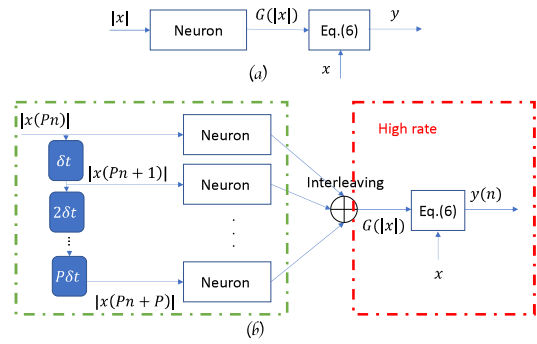 |x|
Neuron
G(|x|)
Eq.(6)
y
x
(a)
|x(Pn)|
Neuron
High rate
δt
|x(Pn + 1)|
Neuron
Interleaving
2δt
⋮
.
.
.
G(|x|)
Eq.(6)
y(n)
Pδt
Neuron
x
|x(Pn + P)|
(b)